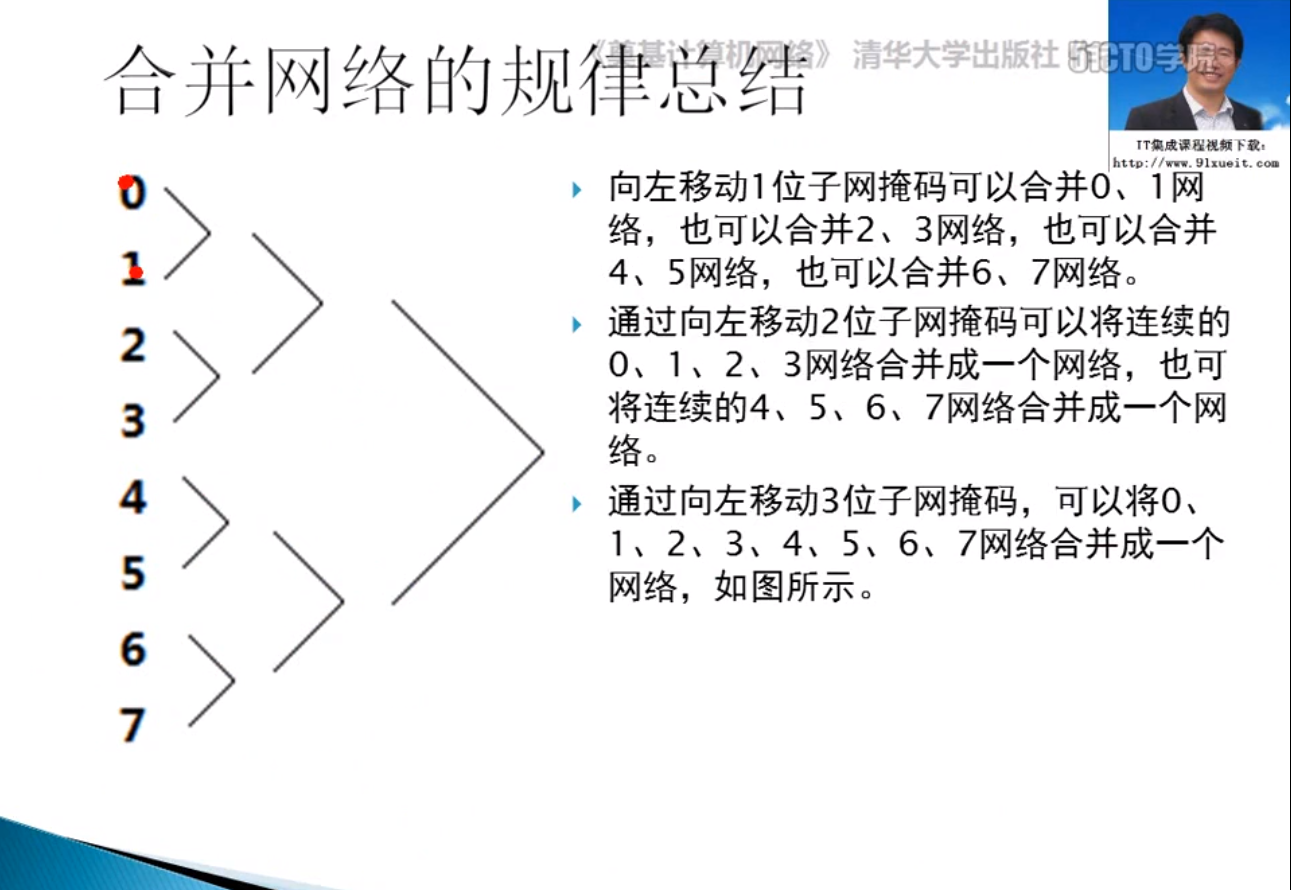 合并网络的规律总结
《奠基计算机网络》 清华大学出版社 51CTO学院
IT集成课程视频下载:
http://www.91xueit.com
0
1
2
3
4
5
6
7
向左移动1位子网掩码可以合并0、1网
络，也可以合并2、3网络，也可以合并
4、5网络，也可以合并6、7网络。
通过向左移动2位子网掩码可以将连续的
0、1、2、3网络合并成一个网络，也可
将连续的4、5、6、7网络合并成一个网
络。
通过向左移动3位子网掩码，可以将0、
1、2、3、4、5、6、7网络合并成一个
网络，如图所示。